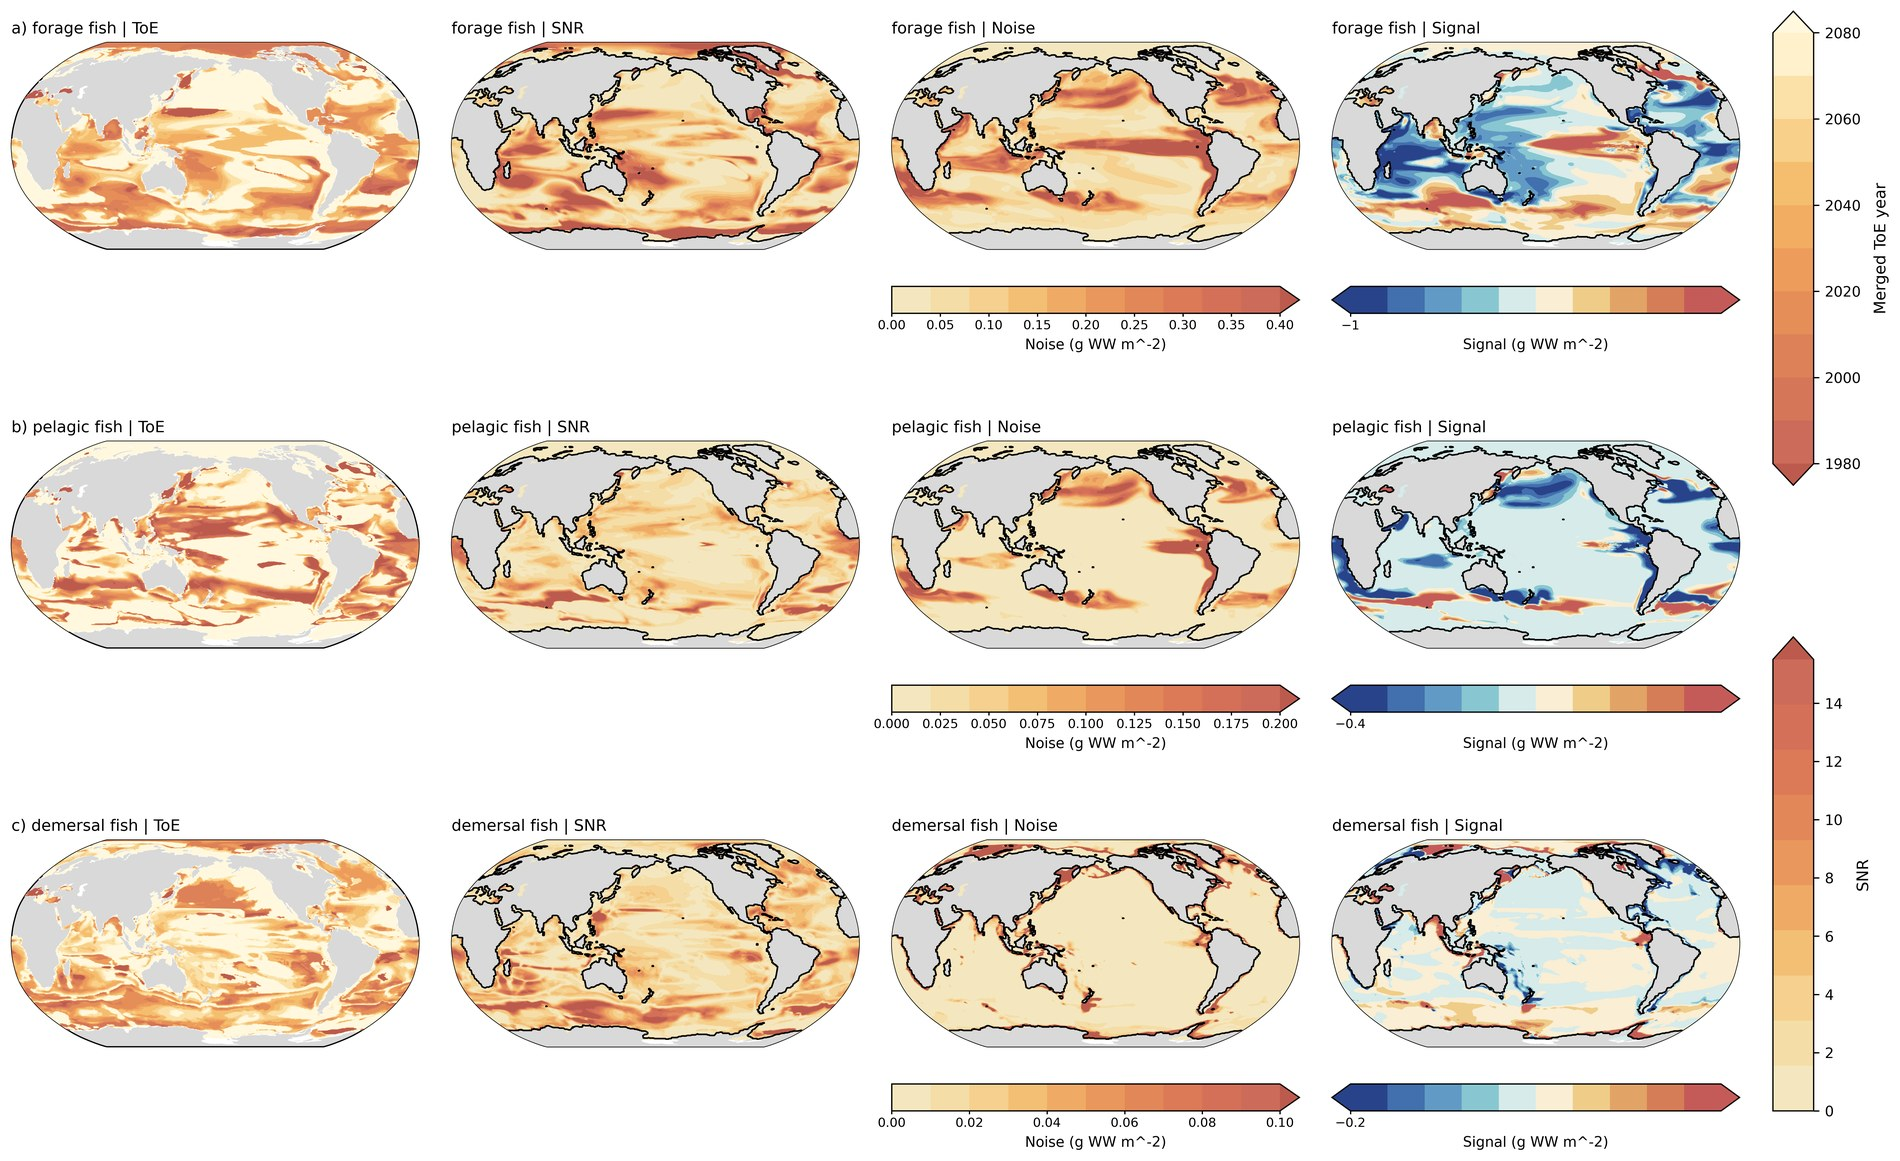 a) forage fish | ToE
forage fish | SNR
forage fish | Noise
forage fish | Signal
0.00 0.05 0.10 0.15 0.20 0.25 0.30 0.35 0.40
Noise (g WW m^-2)
−1
Signal (g WW m^-2)
2080
2060
2040
2020
2000
1980
Merged ToE year
b) pelagic fish | ToE
pelagic fish | SNR
pelagic fish | Noise
pelagic fish | Signal
0.000 0.025 0.050 0.075 0.100 0.125 0.150 0.175 0.200
Noise (g WW m^-2)
−0.4
Signal (g WW m^-2)
14
12
10
8
6
4
2
0
SNR
c) demersal fish | ToE
demersal fish | SNR
demersal fish | Noise
demersal fish | Signal
0.00 0.02 0.04 0.06 0.08 0.10
Noise (g WW m^-2)
−0.2
Signal (g WW m^-2)